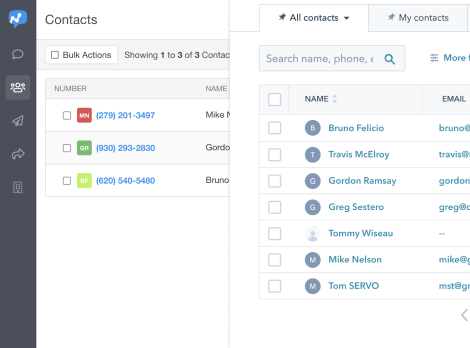 Contacts
Bulk Actions Showing 1 to 3 of 3 Contac
NUMBER NAME
MN (279) 201-3497 Mike N
GR (930) 293-2830 Gordo
BF (620) 540-5480 Bruno
All contacts
My contacts
Search name, phone, e
More f
NAME EMAIL
B Bruno Felicio bruno@
T Travis McElroy travis@
G Gordon Ramsay gordon
G Greg Sestero greg@c
Tommy Wiseau --
M Mike Nelson mike@g
M Tom SERVO mst@gr